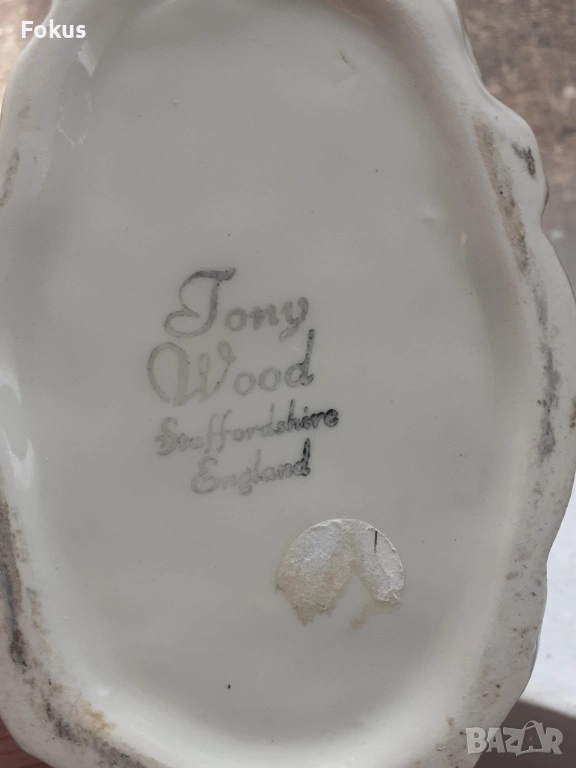 Fokus
Tony
Wood
Staffordshire
England
BAZAR